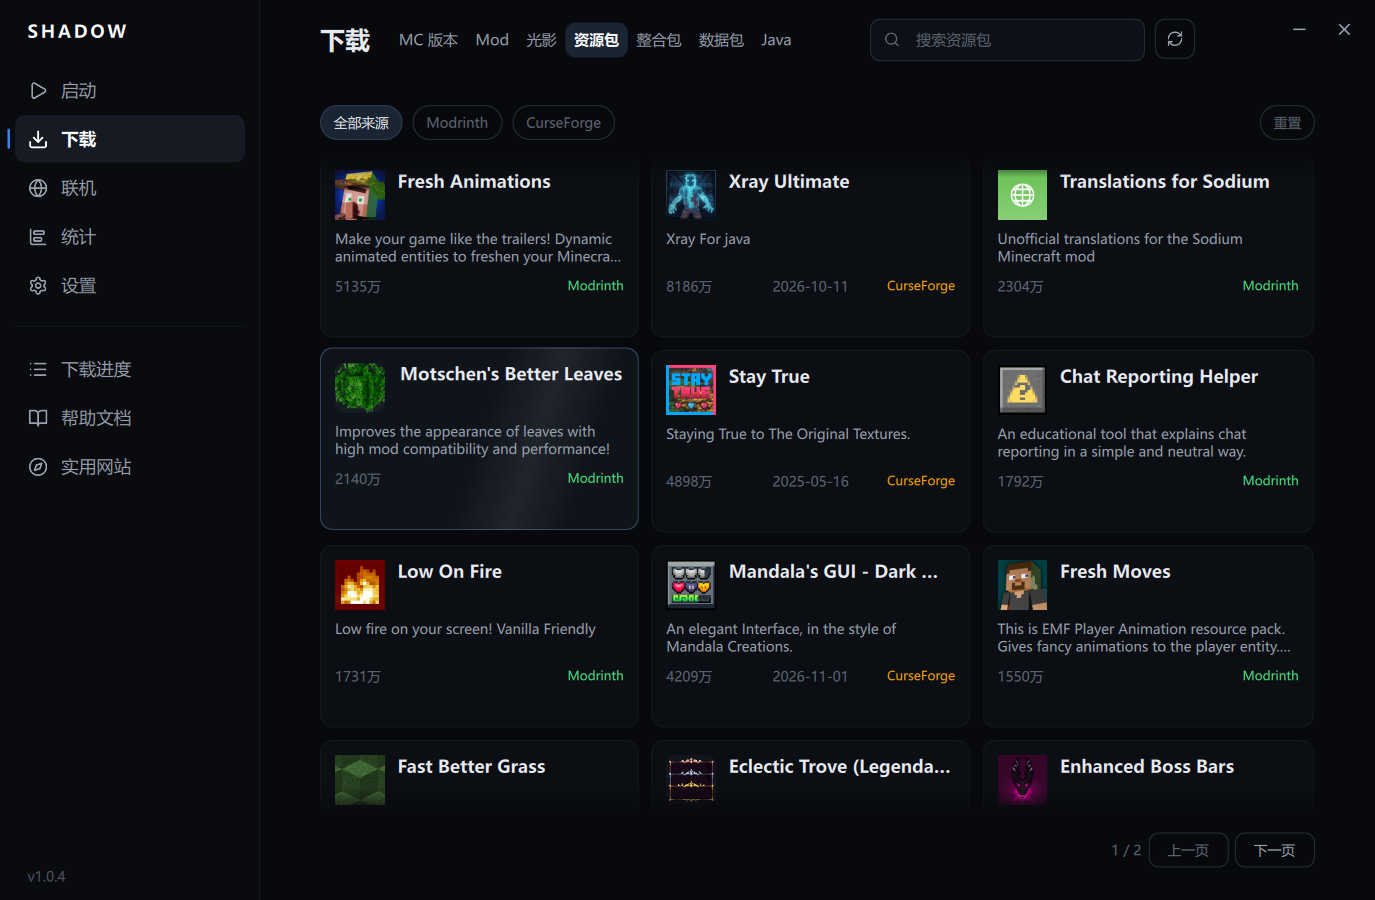 SHADOW
启动
下载
联机
统计
设置
下载进度
帮助文档
实用网站
v1.0.4
下载
MC 版本
Mod
光影
资源包
整合包
数据包
Java
搜索资源包
全部来源
Modrinth
CurseForge
重置
Fresh Animations
Make your game like the trailers! Dynamic
animated entities to freshen your Minecra...
5135万
Modrinth
Xray Ultimate
Xray For java
8186万
2026-10-11
CurseForge
Translations for Sodium
Unofficial translations for the Sodium
Minecraft mod
2304万
Modrinth
Motschen's Better Leaves
Improves the appearance of leaves with
high mod compatibility and performance!
2140万
Modrinth
STAY
TRUE
Stay True
Staying True to The Original Textures.
4898万
2025-05-16
CurseForge
Chat Reporting Helper
An educational tool that explains chat
reporting in a simple and neutral way.
1792万
Modrinth
Low On Fire
Low fire on your screen! Vanilla Friendly
1731万
Modrinth
Mandala's GUI - Dark ...
An elegant Interface, in the style of
Mandala Creations.
4209万
2026-11-01
CurseForge
Fresh Moves
This is EMF Player Animation resource pack.
Gives fancy animations to the player entity....
1550万
Modrinth
Fast Better Grass
Eclectic Trove (Legenda...
Enhanced Boss Bars
1 / 2
上一页
下一页